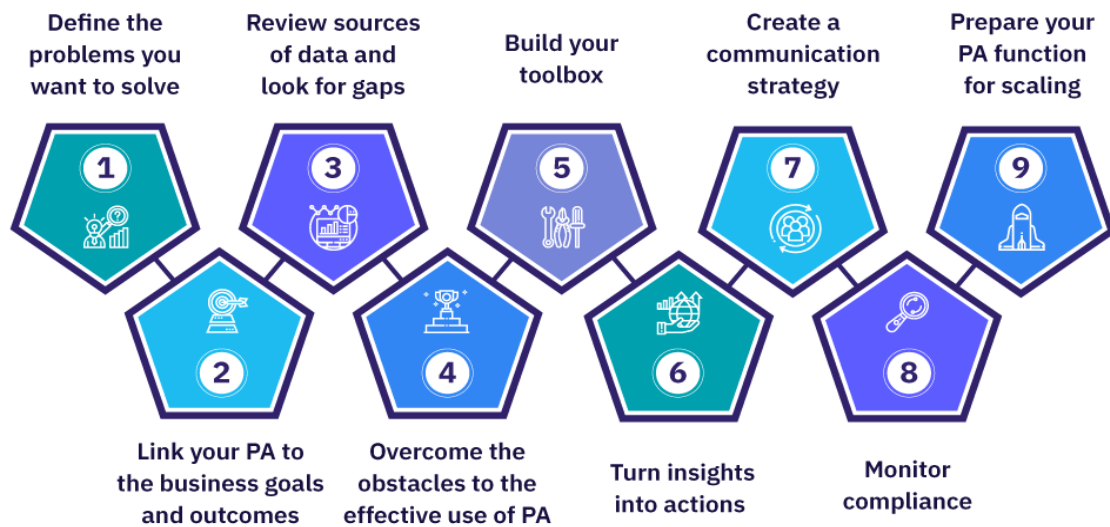 Define the
problems you
want to solve
1
Link your PA to
the business goals
and outcomes
2
Review sources
of data and
look for gaps
3
Overcome the
obstacles to the
effective use of PA
4
Build your
toolbox
5
Turn insights
into actions
6
Create a
communication
strategy
7
Monitor
compliance
8
Prepare your
PA function
for scaling
9
?